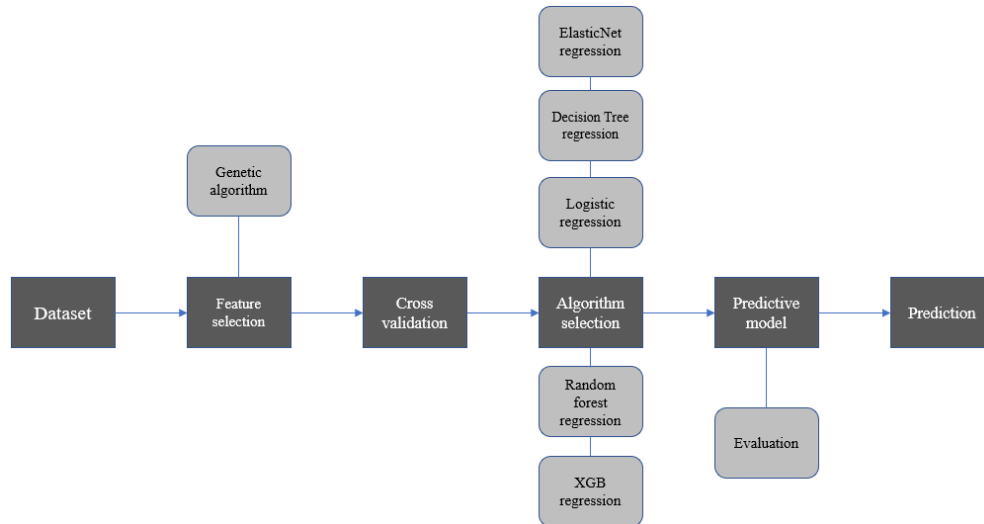 ElasticNet
regression
Decision Tree
regression
Genetic
algorithm
Logistic
regression
Dataset
Feature
selection
Cross
validation
Algorithm
selection
Predictive
model
Prediction
Random
forest
regression
Evaluation
XGB
regression